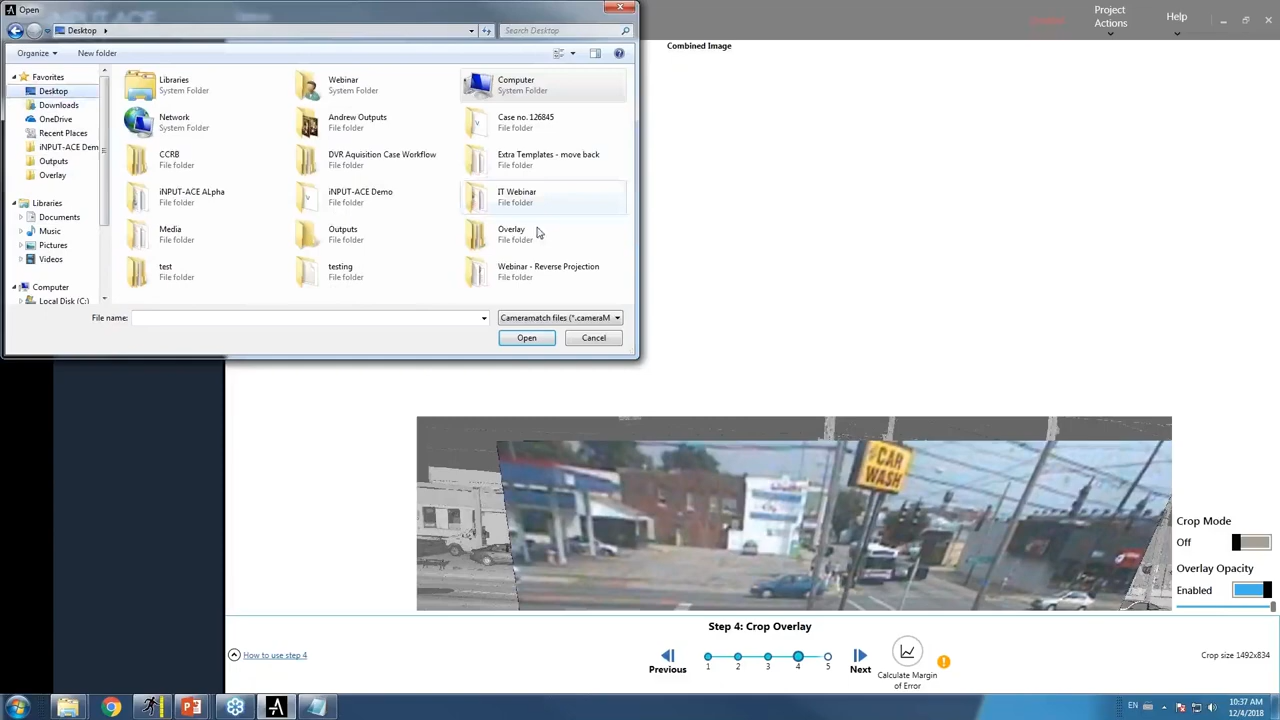 Open
Desktop
Search Desktop
Project Actions
Help
Organize
New folder
Combined Image
Favorites
Desktop
Downloads
OneDrive
Recent Places
iNPUT-ACE Dem
Outputs
Overlay
Libraries
Documents
Music
Pictures
Videos
Computer
Local Disk (C:)
Libraries
System Folder
Webinar
System Folder
Computer
System Folder
Network
System Folder
Andrew Outputs
File folder
Case no. 126845
File folder
CCRB
File folder
DVR Aquisition Case Workflow
File folder
Extra Templates - move back
File folder
iNPUT-ACE ALpha
File folder
iNPUT-ACE Demo
File folder
IT Webinar
File folder
Media
File folder
Outputs
File folder
Overlay
File folder
test
File folder
testing
File folder
Webinar - Reverse Projection
File folder
File name:
Cameramatch files (*.cameraM
Open
Cancel
CAR
WASH
Crop Mode
Off
Overlay Opacity
Enabled
Step 4: Crop Overlay
How to use step 4
Previous
1
2
3
4
5
Next
Calculate Margin
of Error
Crop size 1492x834
EN
10:37 AM
12/4/2018